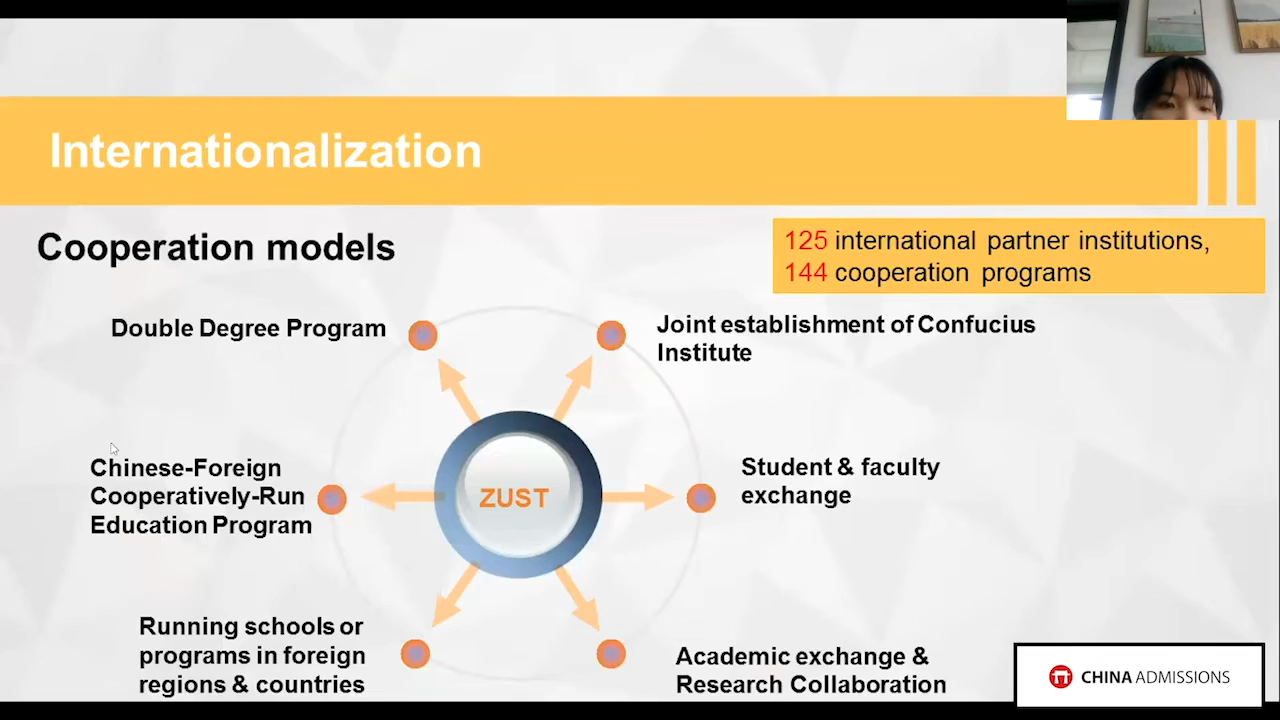 Internationalization
Cooperation models
125 international partner institutions,
144 cooperation programs
Double Degree Program
Joint establishment of Confucius
Institute
Chinese-Foreign
Cooperatively-Run
Education Program
ZUST
Student & faculty
exchange
Running schools or
programs in foreign
regions & countries
Academic exchange &
Research Collaboration
CHINA ADMISSIONS